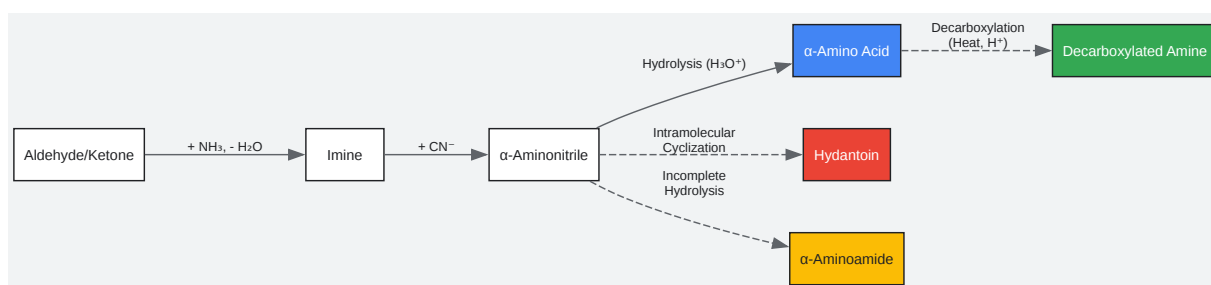 Aldehyde/Ketone
+ NH₃, - H₂O
Imine
+ CN⁻
α-Aminonitrile
Hydrolysis (H₃O⁺)
α-Amino Acid
Decarboxylation
(Heat, H⁺)
Decarboxylated Amine
Intramolecular
Cyclization
Hydantoin
Incomplete
Hydrolysis
α-Aminoamide